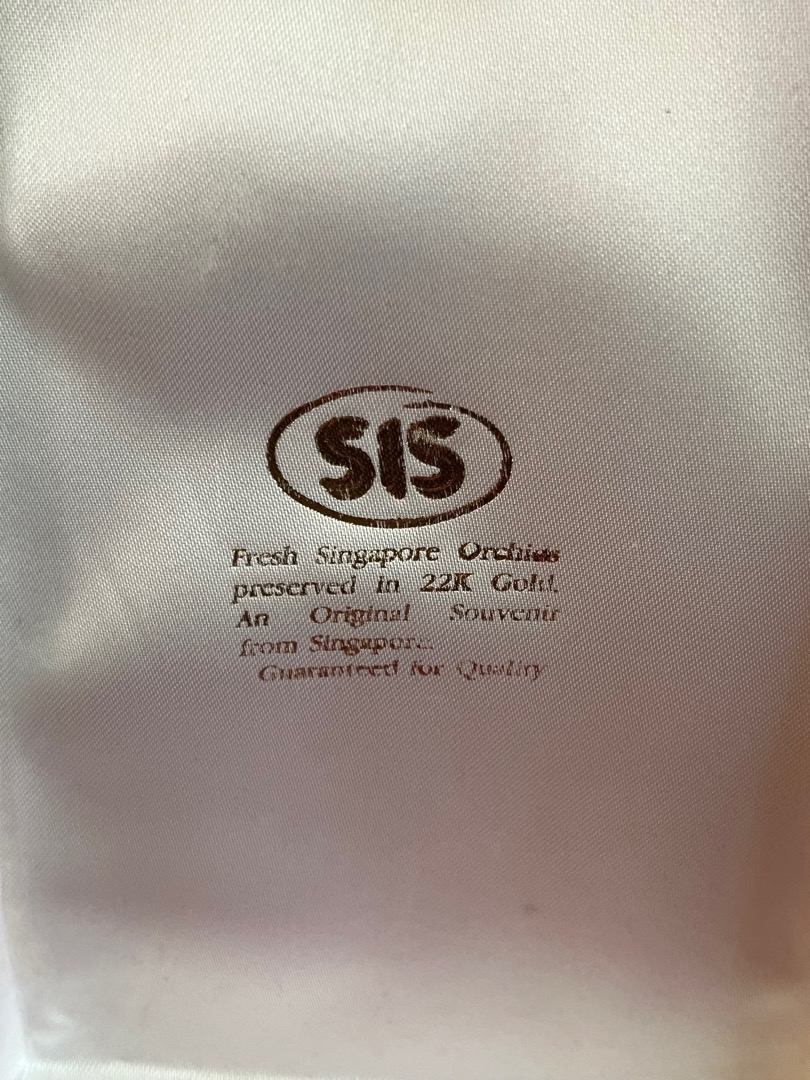 SIS
Fresh Singapore Orchids
preserved in 22K Gold.
An Original Souvenir
from Singapore.
Guaranteed for Quality